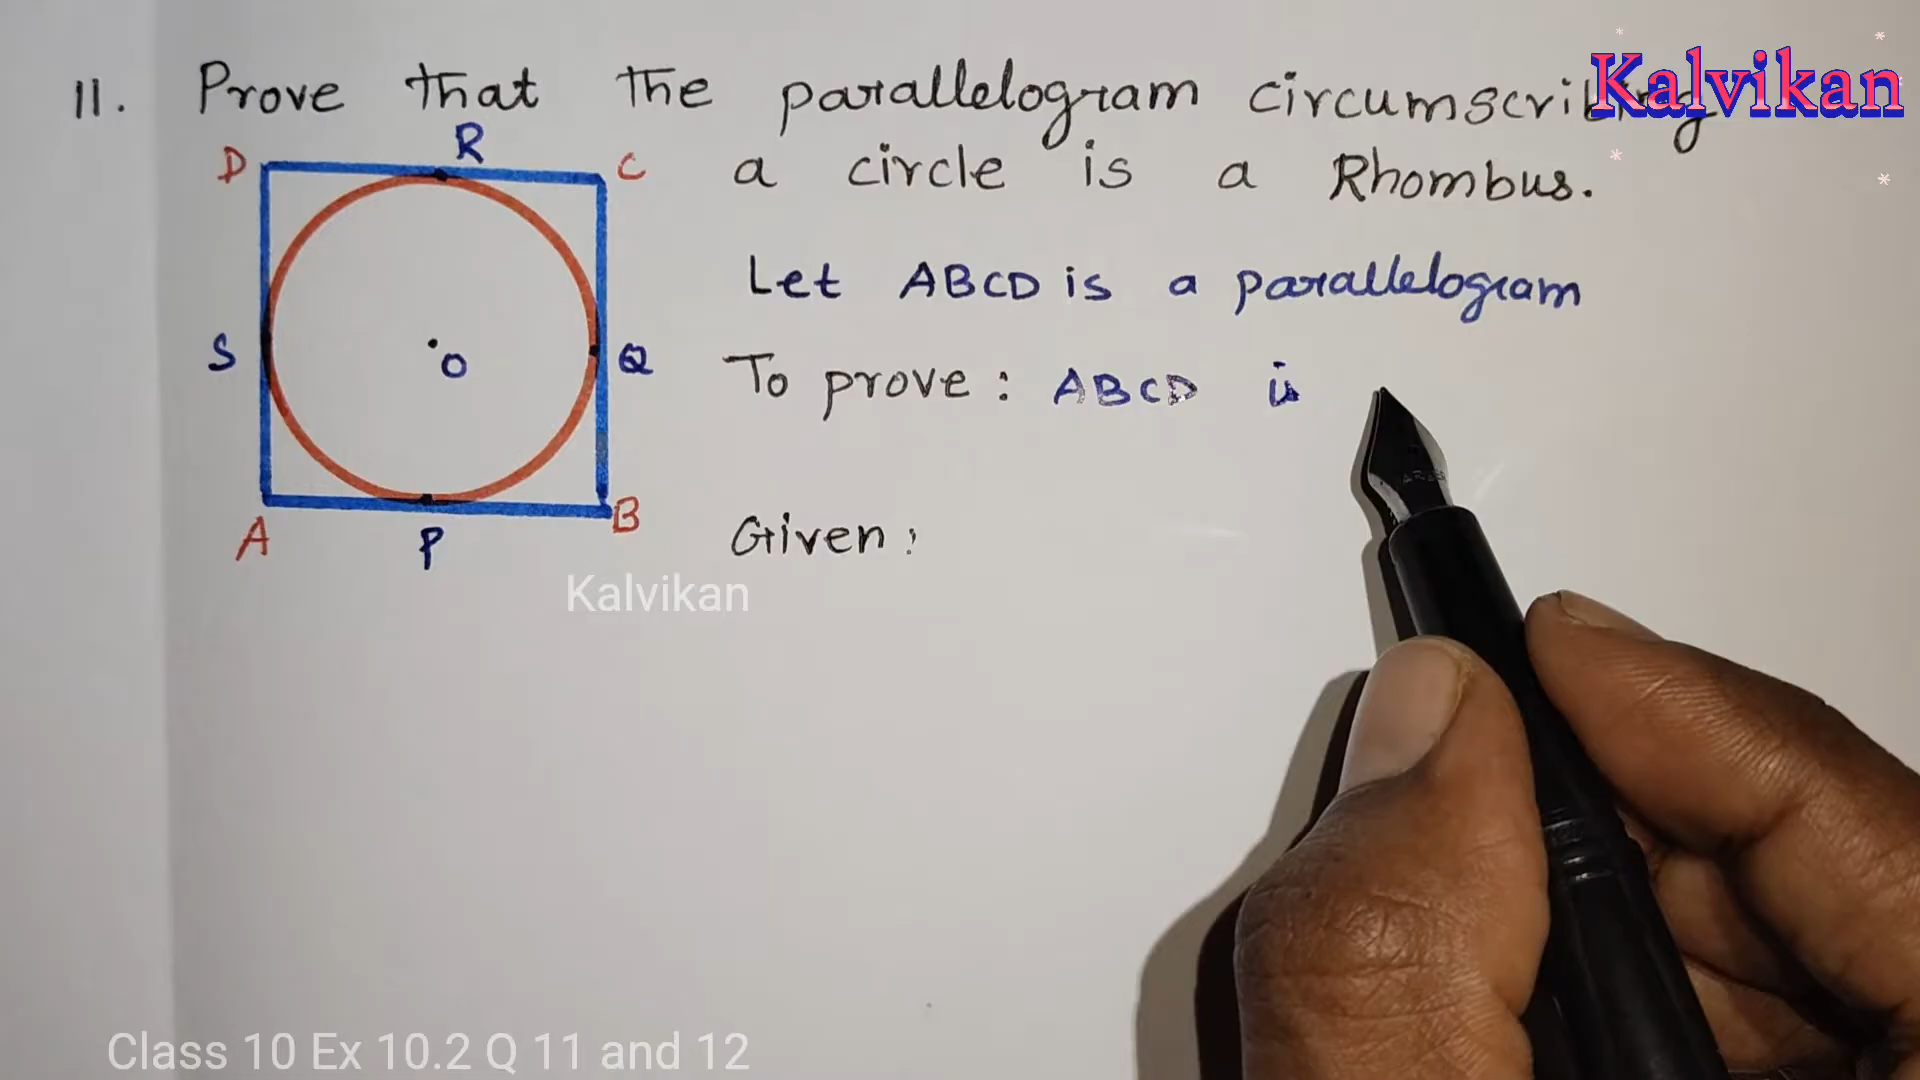 11. Prove that the parallelogram circumscribing
Kalvikan
a circle is a Rhombus.
D R C
Let ABCD is a parallelogram
S O Q
To prove: ABCD is
A P B
Given:
Kalvikan
Class 10 Ex 10.2 Q 11 and 12